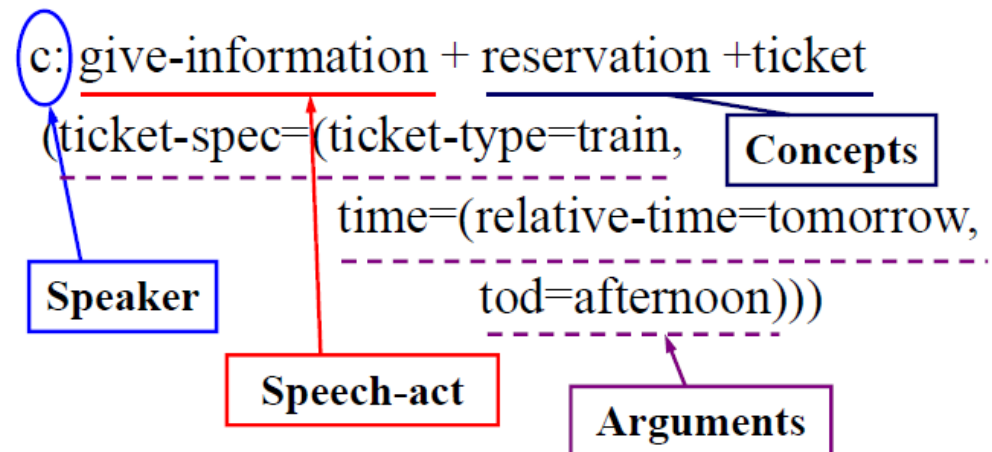 c: give-information + reservation +ticket
(ticket-spec=(ticket-type=train,
Concepts
time=(relative-time=tomorrow,
Speaker
tod=afternoon)))
Speech-act
Arguments